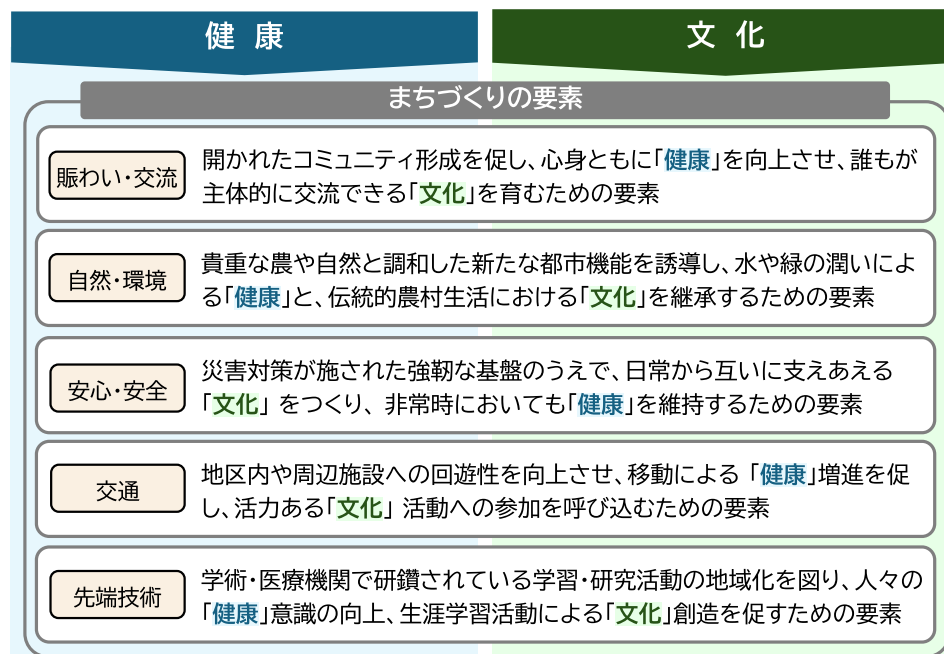 健 康
文 化
まちづくりの要素
賑わい・交流
開かれたコミュニティ形成を促し、心身ともに「健康」を向上させ、誰もが
主体的に交流できる「文化」を育むための要素
自然・環境
貴重な農や自然と調和した新たな都市機能を誘導し、水や緑の潤いによ
る「健康」と、伝統的農村生活における「文化」を継承するための要素
安心・安全
災害対策が施された強靭な基盤のうえで、日常から互いに支えあえる
「文化」 をつくり、 非常時においても「健康」を維持するための要素
交通
地区内や周辺施設への回遊性を向上させ、移動による 「健康」増進を促
し、活力ある「文化」 活動への参加を呼び込むための要素
先端技術
学術・医療機関で研鑽されている学習・研究活動の地域化を図り、人々の
「健康」意識の向上、生涯学習活動による「文化」創造を促すための要素